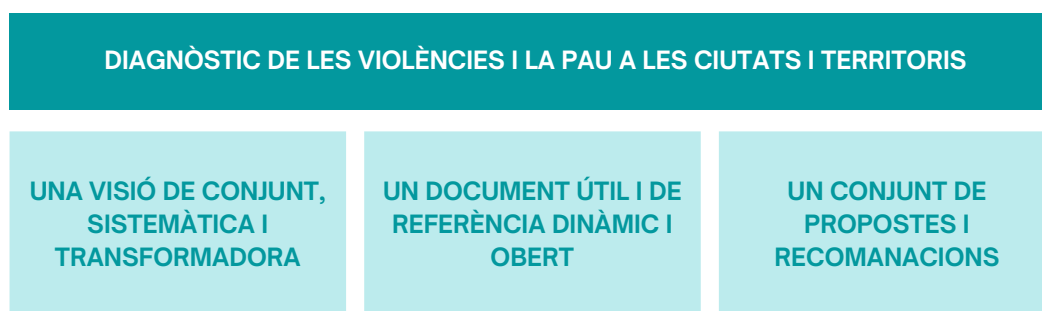 DIAGNÒSTIC DE LES VIOLÈNCIES I LA PAU A LES CIUTATS I TERRITORIS
UNA VISIÓ DE CONJUNT,
SISTEMÀTICA I
TRANSFORMADORA
UN DOCUMENT ÚTIL I DE
REFERÈNCIA DINÀMIC I
OBERT
UN CONJUNT DE
PROPOSTES I
RECOMANACIONS